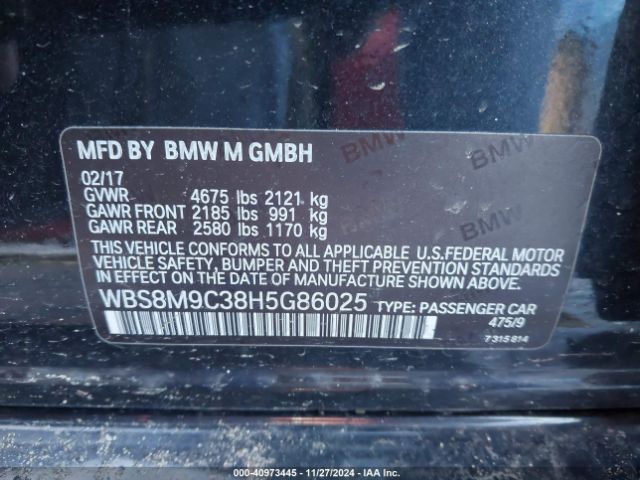 MFD BY BMW M GMBH
02/17
GVWR 4675 lbs 2121 kg
GAWR FRONT 2185 lbs 991 kg
GAWR REAR 2580 lbs 1170 kg
THIS VEHICLE CONFORMS TO ALL APPLICABLE U.S.FEDERAL MOTOR
VEHICLE SAFETY, BUMPER AND THEFT PREVENTION STANDARDS
IN EFFECT ON THE DATE OF MANUFACTURE SHOWN ABOVE.
WBS8M9C38H5G86025 TYPE: PASSENGER CAR
475/9
7315814
BMW
BMW
BMW
000-40973445 - 11/27/2024 - IAA Inc.